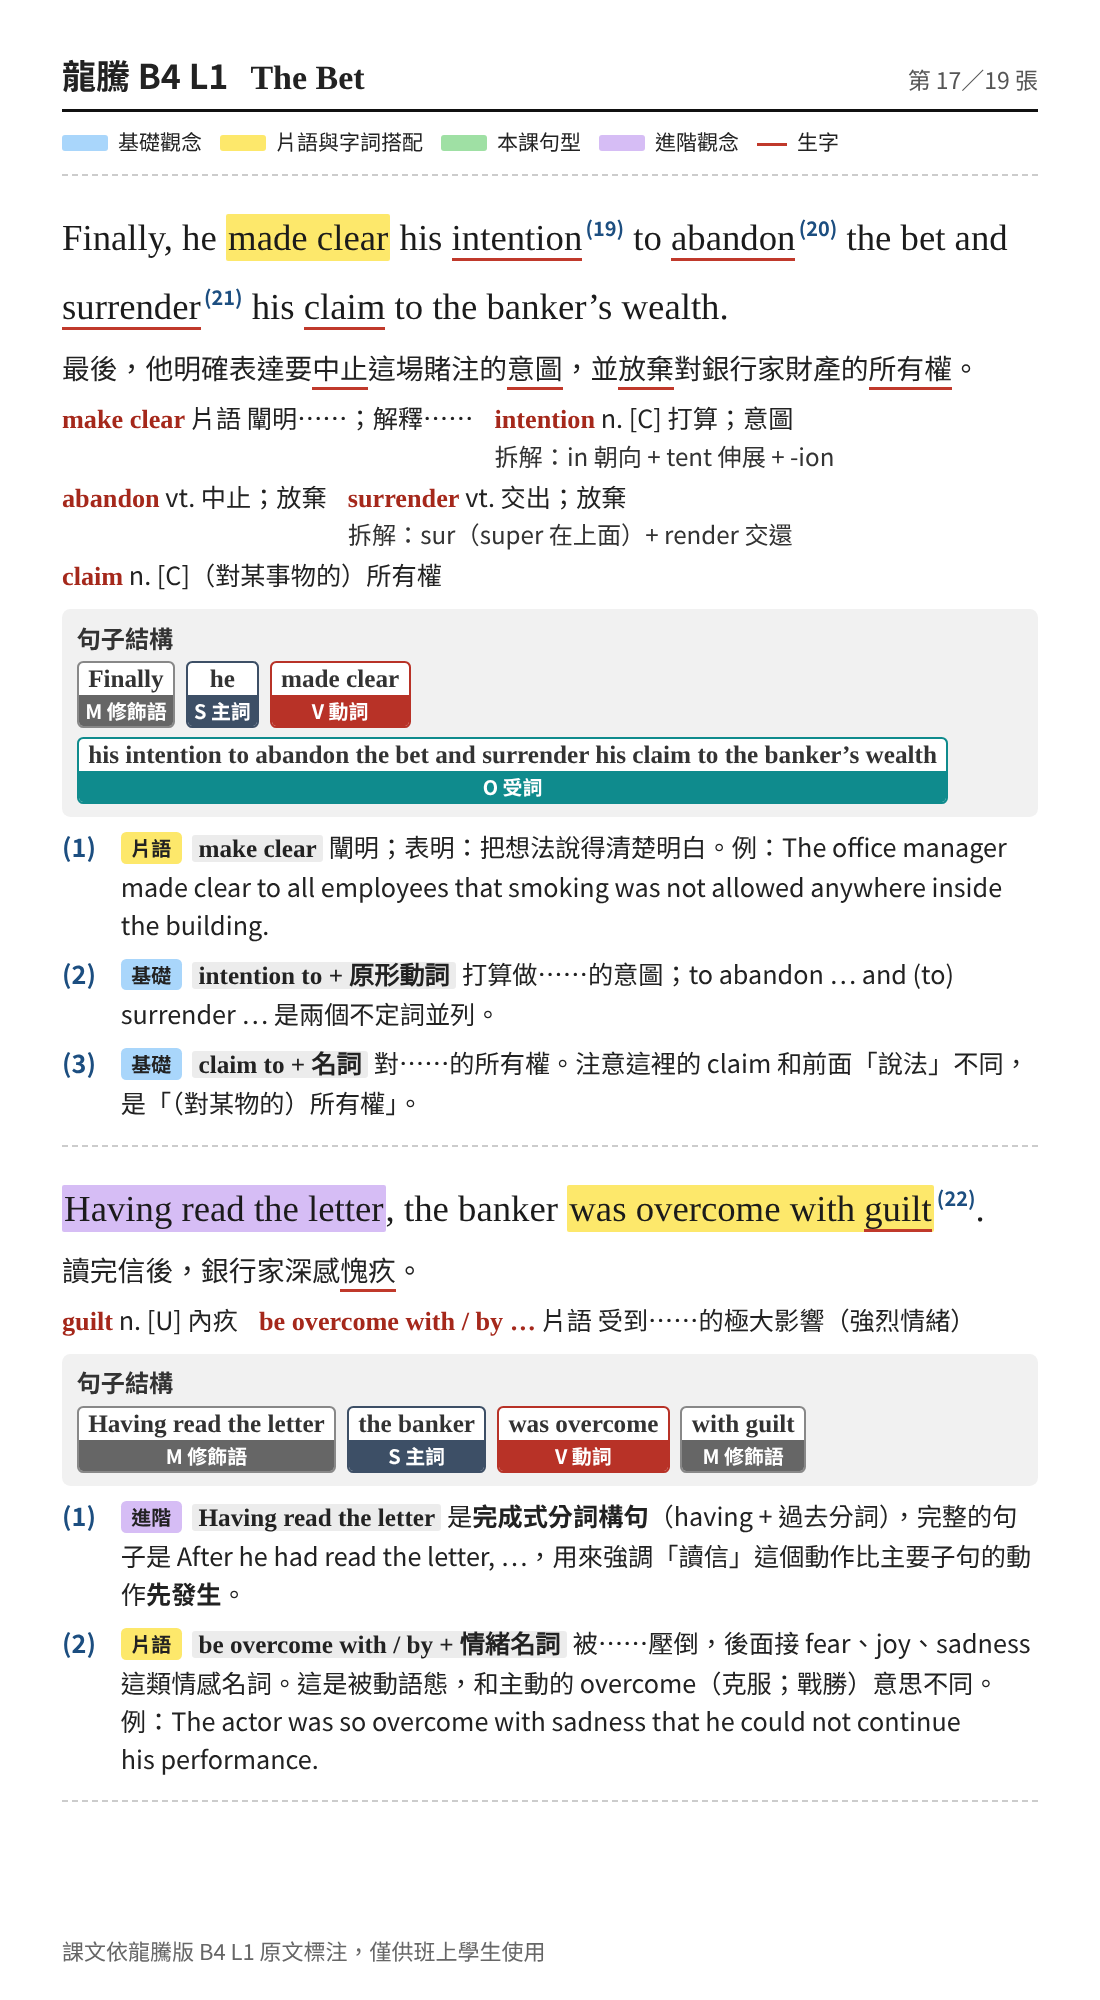 龍騰 B4 L1 The Bet
第 17／19 張
基礎觀念 片語與字詞搭配 本課句型 進階觀念 生字
Finally, he made clear his intention (19) to abandon (20) the bet and
surrender (21) his claim to the banker’s wealth.
最後，他明確表達要中止這場賭注的意圖，並放棄對銀行家財產的所有權。
make clear 片語 闡明⋯⋯；解釋⋯⋯ intention n. [C] 打算；意圖
拆解：in 朝向 + tent 伸展 + -ion
abandon vt. 中止；放棄 surrender vt. 交出；放棄
拆解：sur（super 在上面）+ render 交還
claim n. [C]（對某事物的）所有權
句子結構
Finally he made clear
M 修飾語 S 主詞 V 動詞
his intention to abandon the bet and surrender his claim to the banker’s wealth
O 受詞
(1) 片語 make clear 闡明；表明：把想法說得清楚明白。例：The office manager
made clear to all employees that smoking was not allowed anywhere inside
the building.
(2) 基礎 intention to + 原形動詞 打算做⋯⋯的意圖；to abandon … and (to)
surrender … 是兩個不定詞並列。
(3) 基礎 claim to + 名詞 對⋯⋯的所有權。注意這裡的 claim 和前面「說法」不同，
是「（對某物的）所有權」。
Having read the letter, the banker was overcome with guilt (22).
讀完信後，銀行家深感愧疚。
guilt n. [U] 內疚 be overcome with / by … 片語 受到⋯⋯的極大影響（強烈情緒）
句子結構
Having read the letter the banker was overcome with guilt
M 修飾語 S 主詞 V 動詞 M 修飾語
(1) 進階 Having read the letter 是完成式分詞構句（having + 過去分詞），完整的句
子是 After he had read the letter, …，用來強調「讀信」這個動作比主要子句的動
作先發生。
(2) 片語 be overcome with / by + 情緒名詞 被⋯⋯壓倒，後面接 fear、joy、sadness
這類情感名詞。這是被動語態，和主動的 overcome（克服；戰勝）意思不同。
例：The actor was so overcome with sadness that he could not continue
his performance.
課文依龍騰版 B4 L1 原文標注，僅供班上學生使用